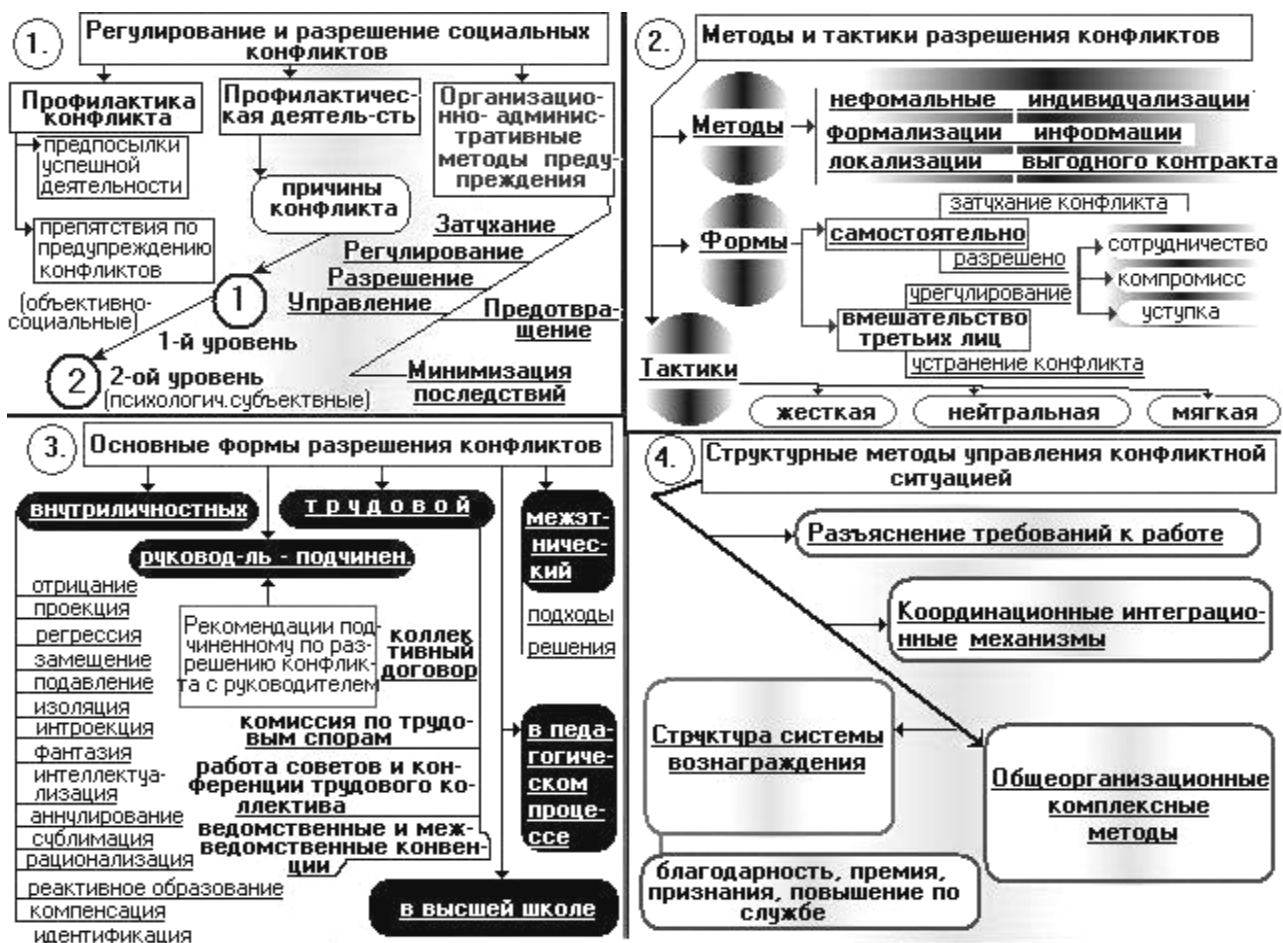 1.
Регулирование и разрешение социальных
конфликтов
Профилактика
конфликта
предпосылки
успешной
деятельности
препятствия по
предупреждению
конфликтов
(объективно-
социальные)
Профилактичес-
кая деятель-сть
причины
конфликта
1
1-й уровень
2
2-ой уровень
(психологич.субъектвные)
Организацио-
нно- админис-
тративные
методы преду-
преждения
Затухание
Регулирование
Разрешение
Управление
Предотвра-
щение
Минимизация
последствий
2.
Методы и тактики разрешения конфликтов
Методы
нефомальные индивидуализации
формализации информации
локализации выгодного контракта
Формы
затухание конфликта
самостоятельно
разрешено
урегулирование
вмешательство
третьих лиц
устранение конфликта
сотрудничество
компромисс
уступка
Тактики
жесткая
нейтральная
мягкая
3.
Основные формы разрешения конфликтов
внутриличностных
трудовой
руковод-ль - подчинен.
межэт-
ничес-
кий
подходы
решения
отрицание
проекция
регрессия
замещение
подавление
изоляция
интроекция
фантазия
интеллектуа-
лизация
аннулирование
сублимация
рационализация
реактивное образование
компенсация
идентификация
Рекомендации под-
чиненному по раз-
решению конфлик-
та с руководителем
коллек
тивный
договор
комиссия по трудо-
вым спорам
работа советов и кон-
ференции трудового ко-
ллектива
ведомственные и меж-
ведомственные конвен-
ции
в педа-
гогиче-
ском
проце-
ссе
в высшей школе
4.
Структурные методы управления конфликтной
ситуацией
Разъяснение требований к работе
Координационные интеграцио-
нные механизмы
Структура системы
вознаграждения
Общеорганизационные
комплексные
методы
благодарность, премия,
признания, повышение по
службе